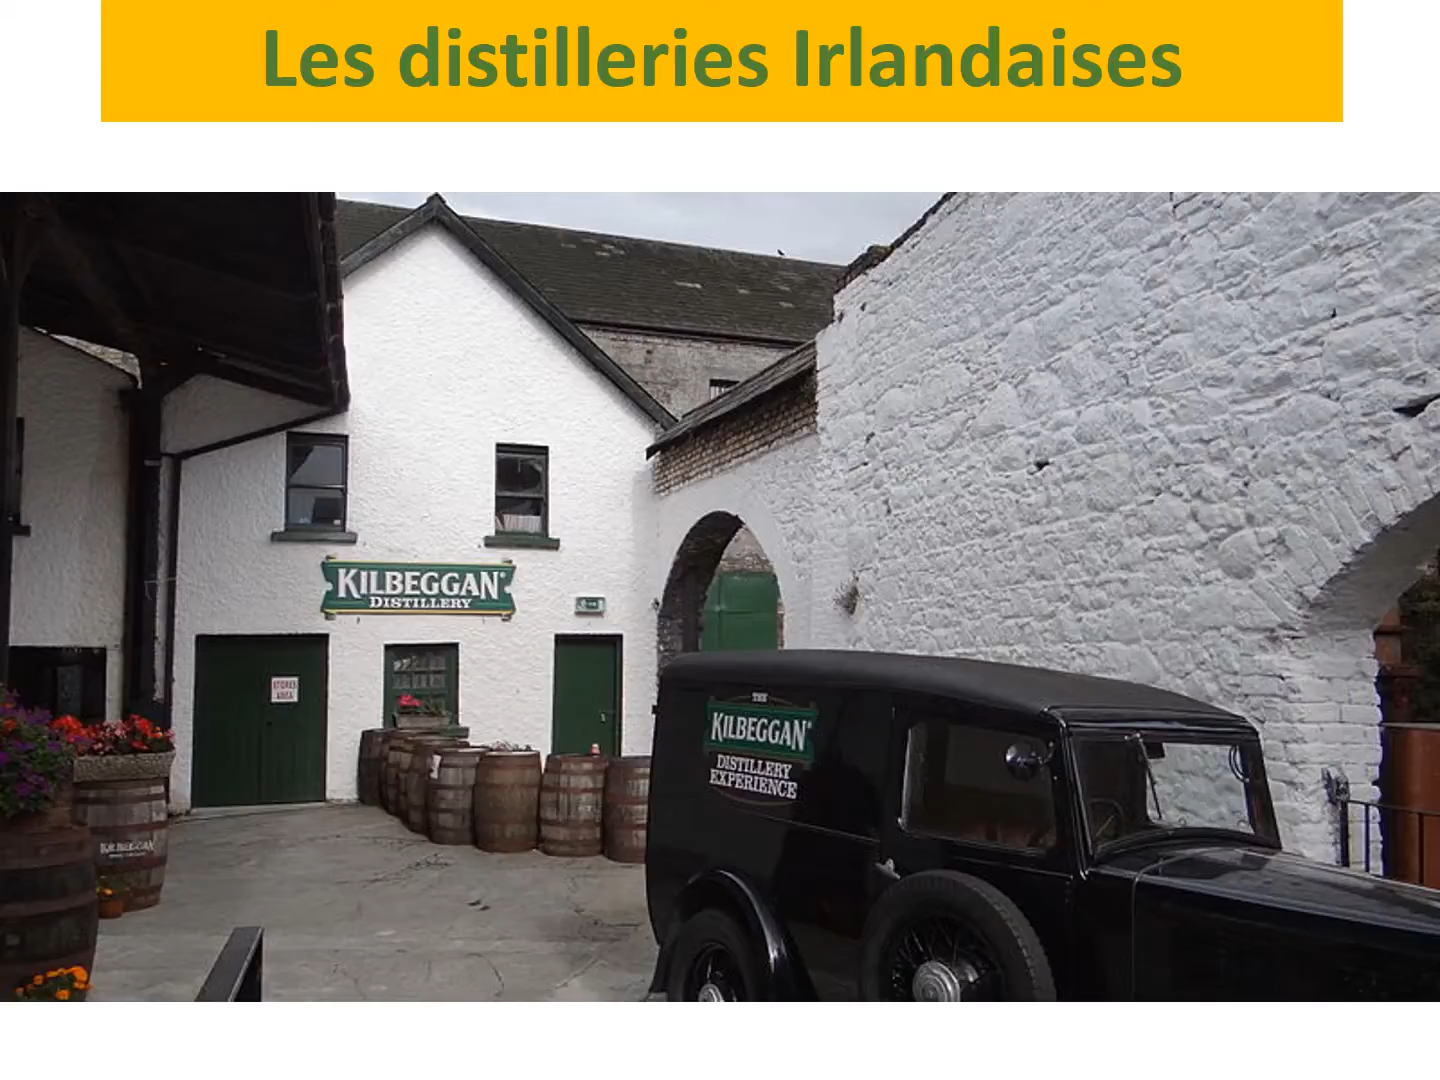 Les distilleries Irlandaises
KILBEGGAN®
DISTILLERY
STORES
AREA
THE
KILBEGGAN®
DISTILLERY
EXPERIENCE
KILBEGGAN